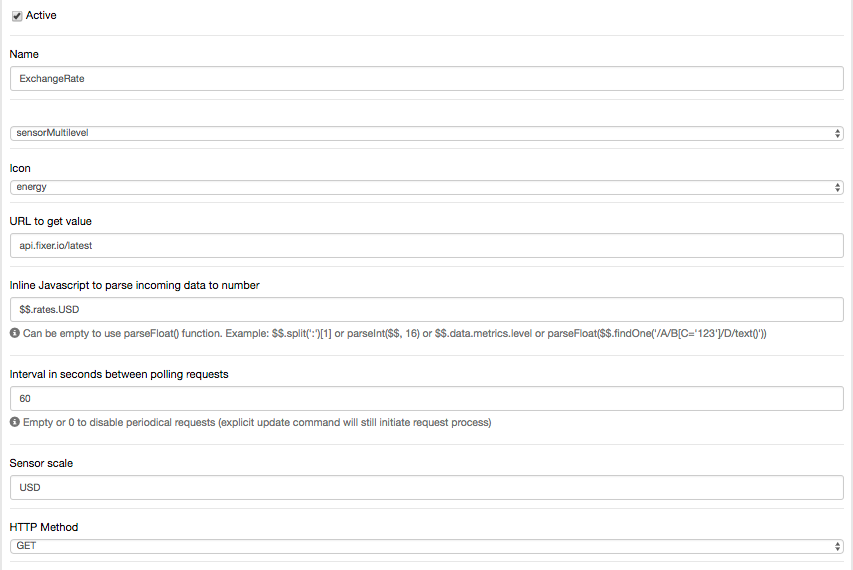 Active
Name
ExchangeRate
sensorMultilevel
Icon
energy
URL to get value
api.fixer.io/latest
Inline Javascript to parse incoming data to number
$$.rates.USD
Can be empty to use parseFloat() function. Example: $$.split(':')[1] or parseInt($$, 16) or $$.data.metrics.level or parseFloat($$.findOne('/A/B[C='123']/D/text()'))
Interval in seconds between polling requests
60
Empty or 0 to disable periodical requests (explicit update command will still initiate request process)
Sensor scale
USD
HTTP Method
GET